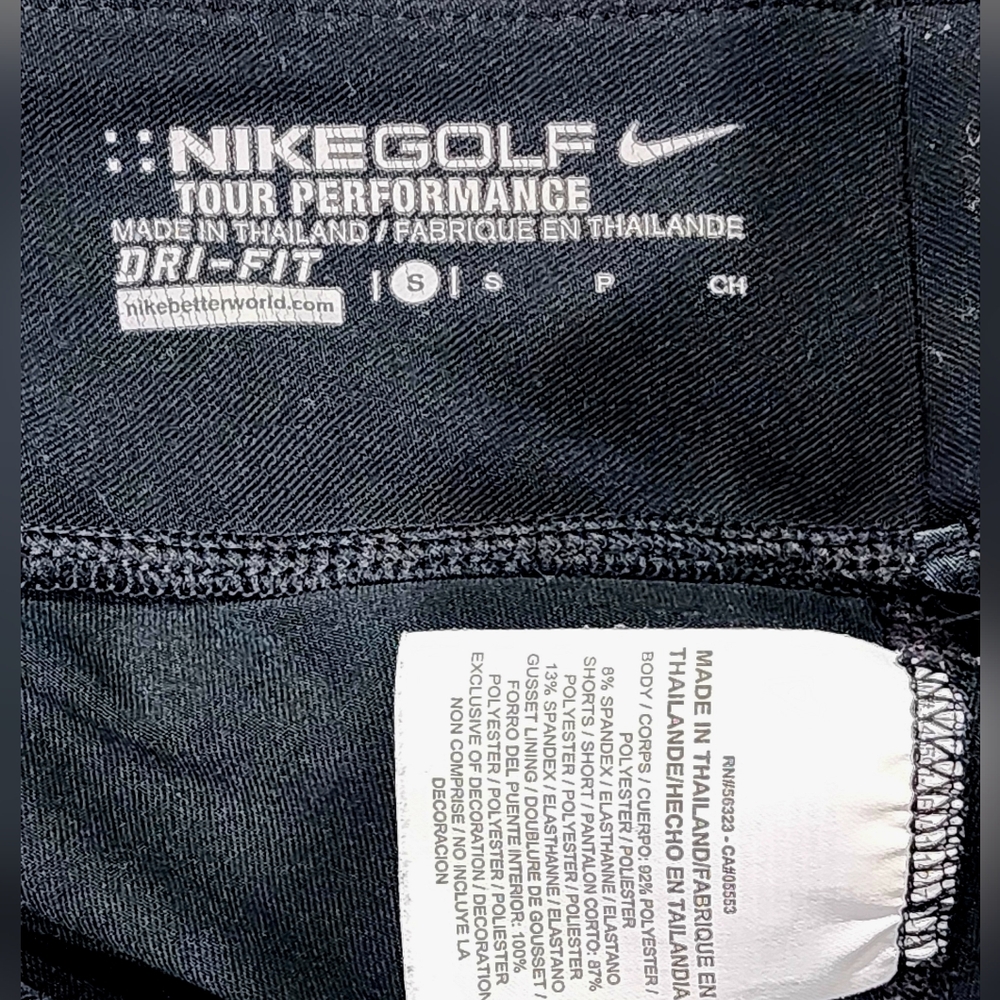 NIKEGOLF
TOUR PERFORMANCE
MADE IN THAILAND / FABRIQUE EN THAILANDE
DRI-FIT
nikebetterworld.com
| S | S P CH
RN#56323 - CA#05553
MADE IN THAILAND/FABRIQUE EN
THAILANDE/HECHO EN TAILANDIA
BODY / CORPS / CUERPO: 92% POLYESTER /
POLYESTER / POLIESTER
8% SPANDEX / ELASTHANNE / ELASTANO
SHORTS / SHORT / PANTALON CORTO: 87%
POLYESTER / POLYESTER / POLIESTER
13% SPANDEX / ELASTHANNE / ELASTANO
GUSSET LINING / DOUBLURE DE GOUSSET /
FORRO DEL PUENTE INTERIOR: 100%
POLYESTER / POLYESTER / POLIESTER
EXCLUSIVE OF DECORATION / DECORATION
NON COMPRISE / NO INCLUYE LA
DECORACION